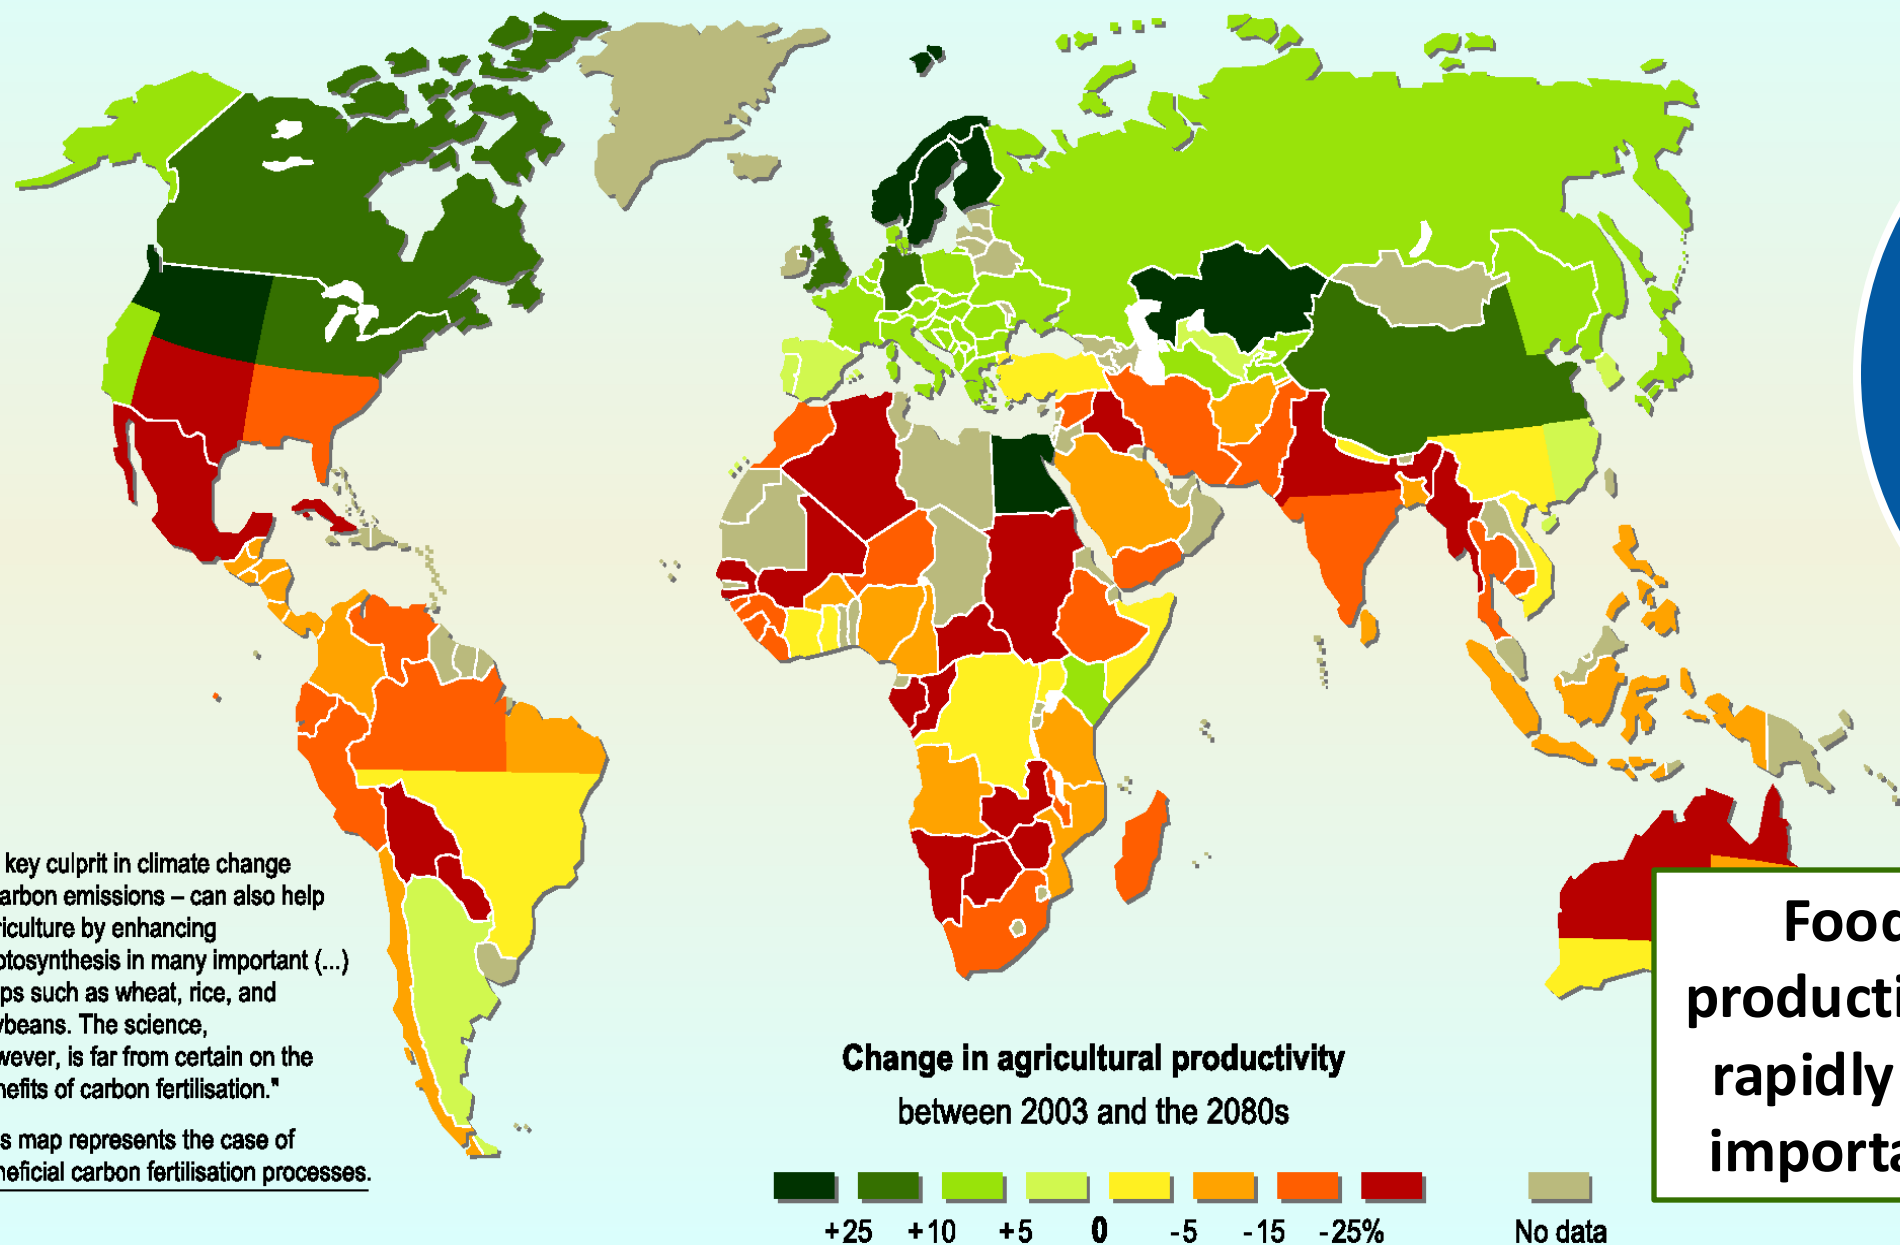 key culprit in climate change
arbon emissions – can also help
iculture by enhancing
otosynthesis in many important (...)
ps such as wheat, rice, and
ybeans. The science,
wever, is far from certain on the
nefits of carbon fertilisation."
s map represents the case of
neficial carbon fertilisation processes.
Change in agricultural productivity
between 2003 and the 2080s
+25 +10 +5 0 -5 -15 -25%
No data
Food
producti
rapidly
importa